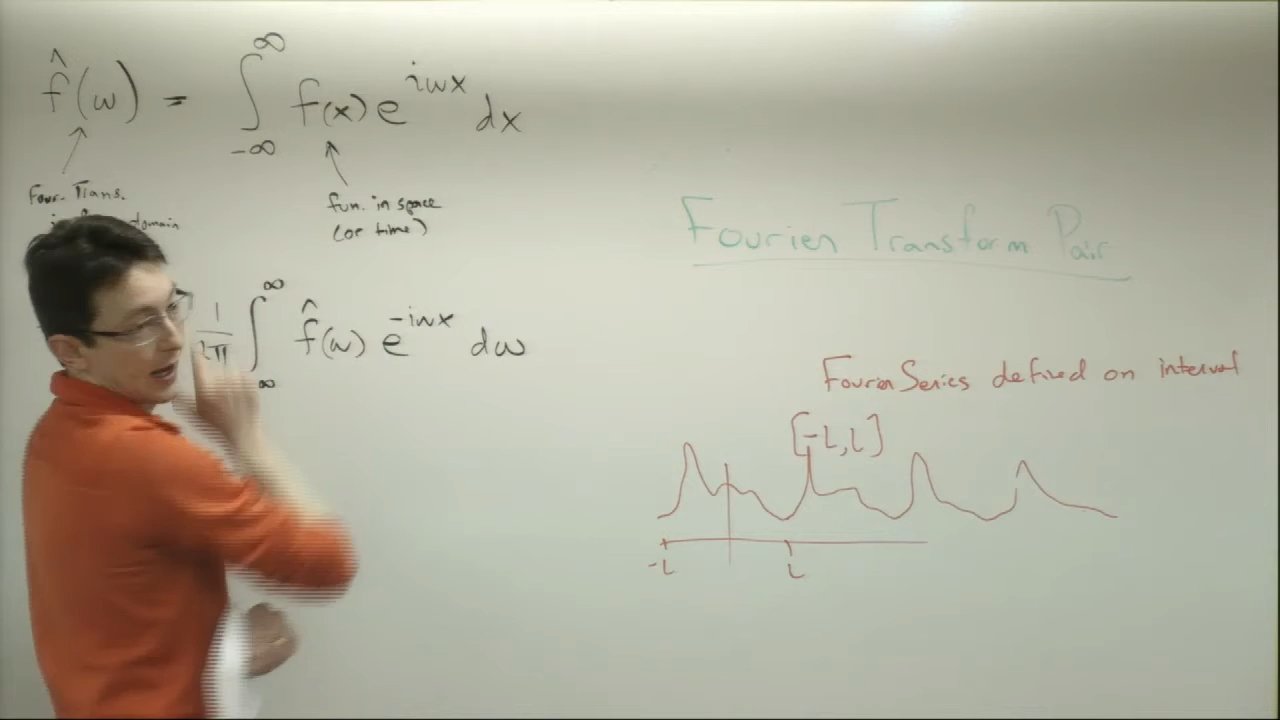 f̂(ω) = ∫_{-∞}^{∞} f(x) e^{iωx} dx
Four. Trans.
domain
fun. in space
(or time)
1/2π ∫_{∞}^{∞} f̂(ω) e^{-iωx} dω
Fourier Transform Pair
Fourier Series defined on interval
[-L, L]
-L
L